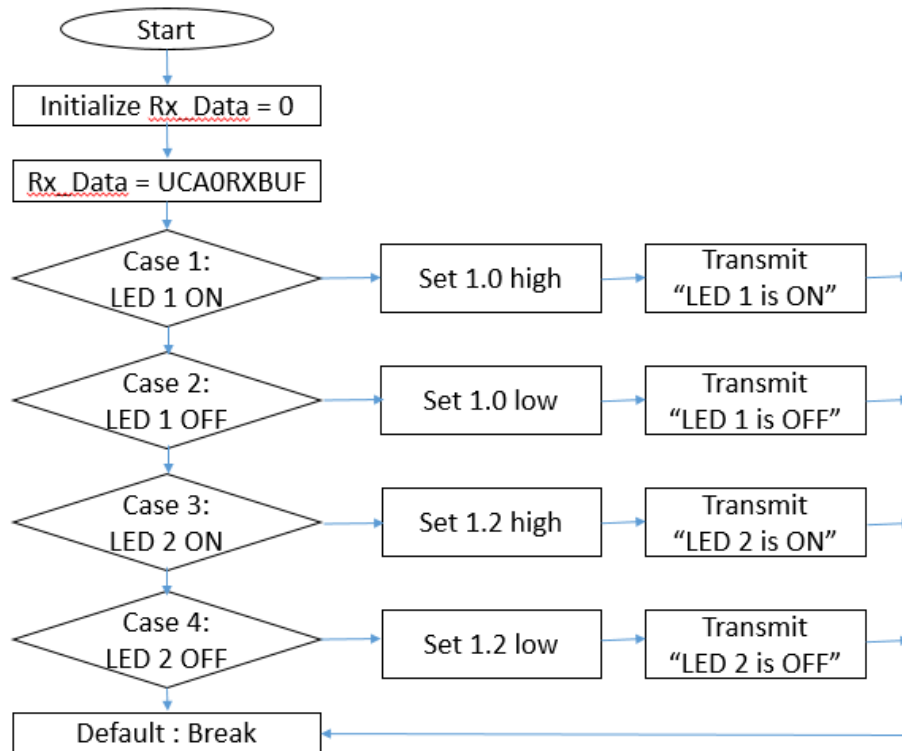 Start
Initialize Rx_Data = 0
Rx_Data = UCA0RXBUF
Case 1:
LED 1 ON
Set 1.0 high
Transmit
“LED 1 is ON”
Case 2:
LED 1 OFF
Set 1.0 low
Transmit
“LED 1 is OFF”
Case 3:
LED 2 ON
Set 1.2 high
Transmit
“LED 2 is ON”
Case 4:
LED 2 OFF
Set 1.2 low
Transmit
“LED 2 is OFF”
Default : Break